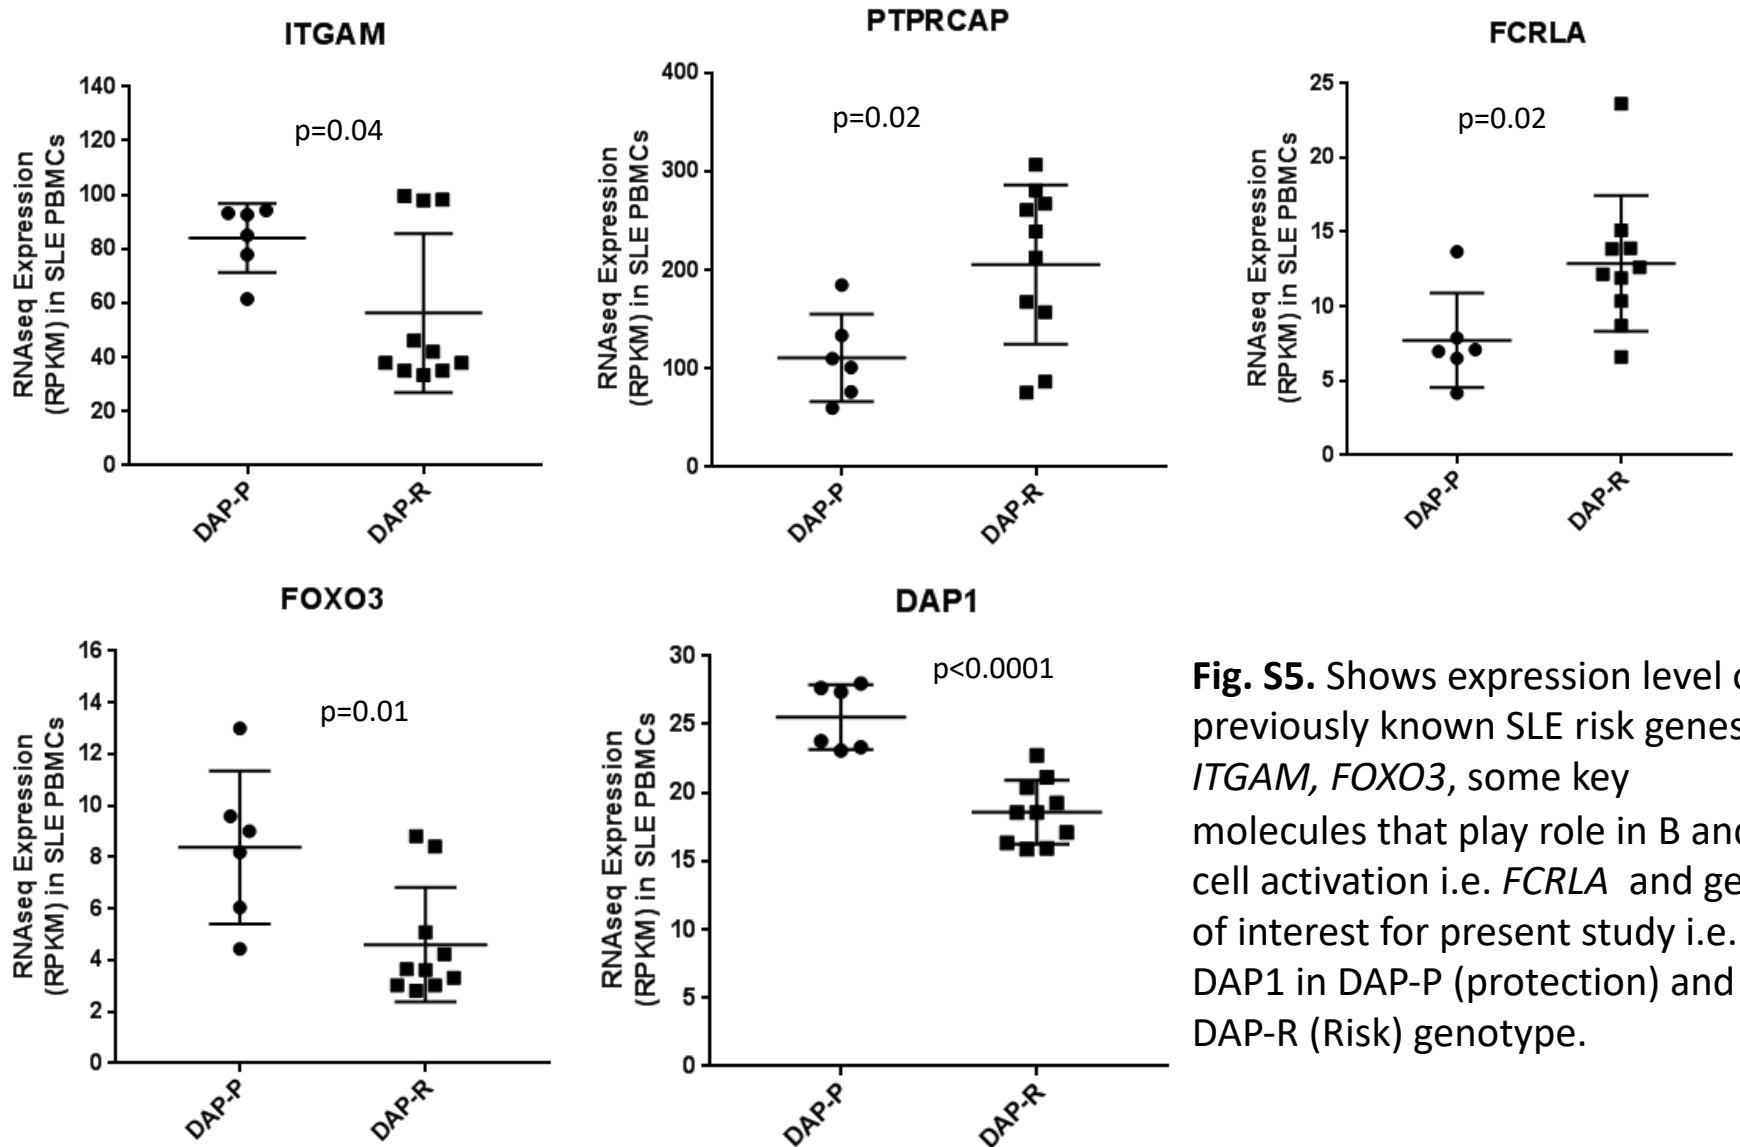 ITGAM
RNAseq Expression
(RPKM) in SLE PBMCs
140
120
100
80
60
40
20
0
p=0.04
DAP-P
DAP-R
PTPRCAP
RNAseq Expression
(RPKM) in SLE PBMCs
400
300
200
100
0
p=0.02
DAP-P
DAP-R
FCRLA
RNAseq Expression
(RPKM) in SLE PBMCs
25
20
15
10
5
0
p=0.02
DAP-P
DAP-R
FOXO3
RNAseq Expression
(RPKM) in SLE PBMCs
16
14
12
10
8
6
4
2
0
p=0.01
DAP-P
DAP-R
DAP1
RNAseq Expression
(RPKM) in SLE PBMCs
30
25
20
15
10
5
0
p<0.0001
DAP-P
DAP-R
Fig. S5. Shows expression level
previously known SLE risk genes
ITGAM, FOXO3, some key
molecules that play role in B
cell activation i.e. FCRLA and
of interest for present study i.e.
DAP1 in DAP-P (protection) and
DAP-R (Risk) genotype.